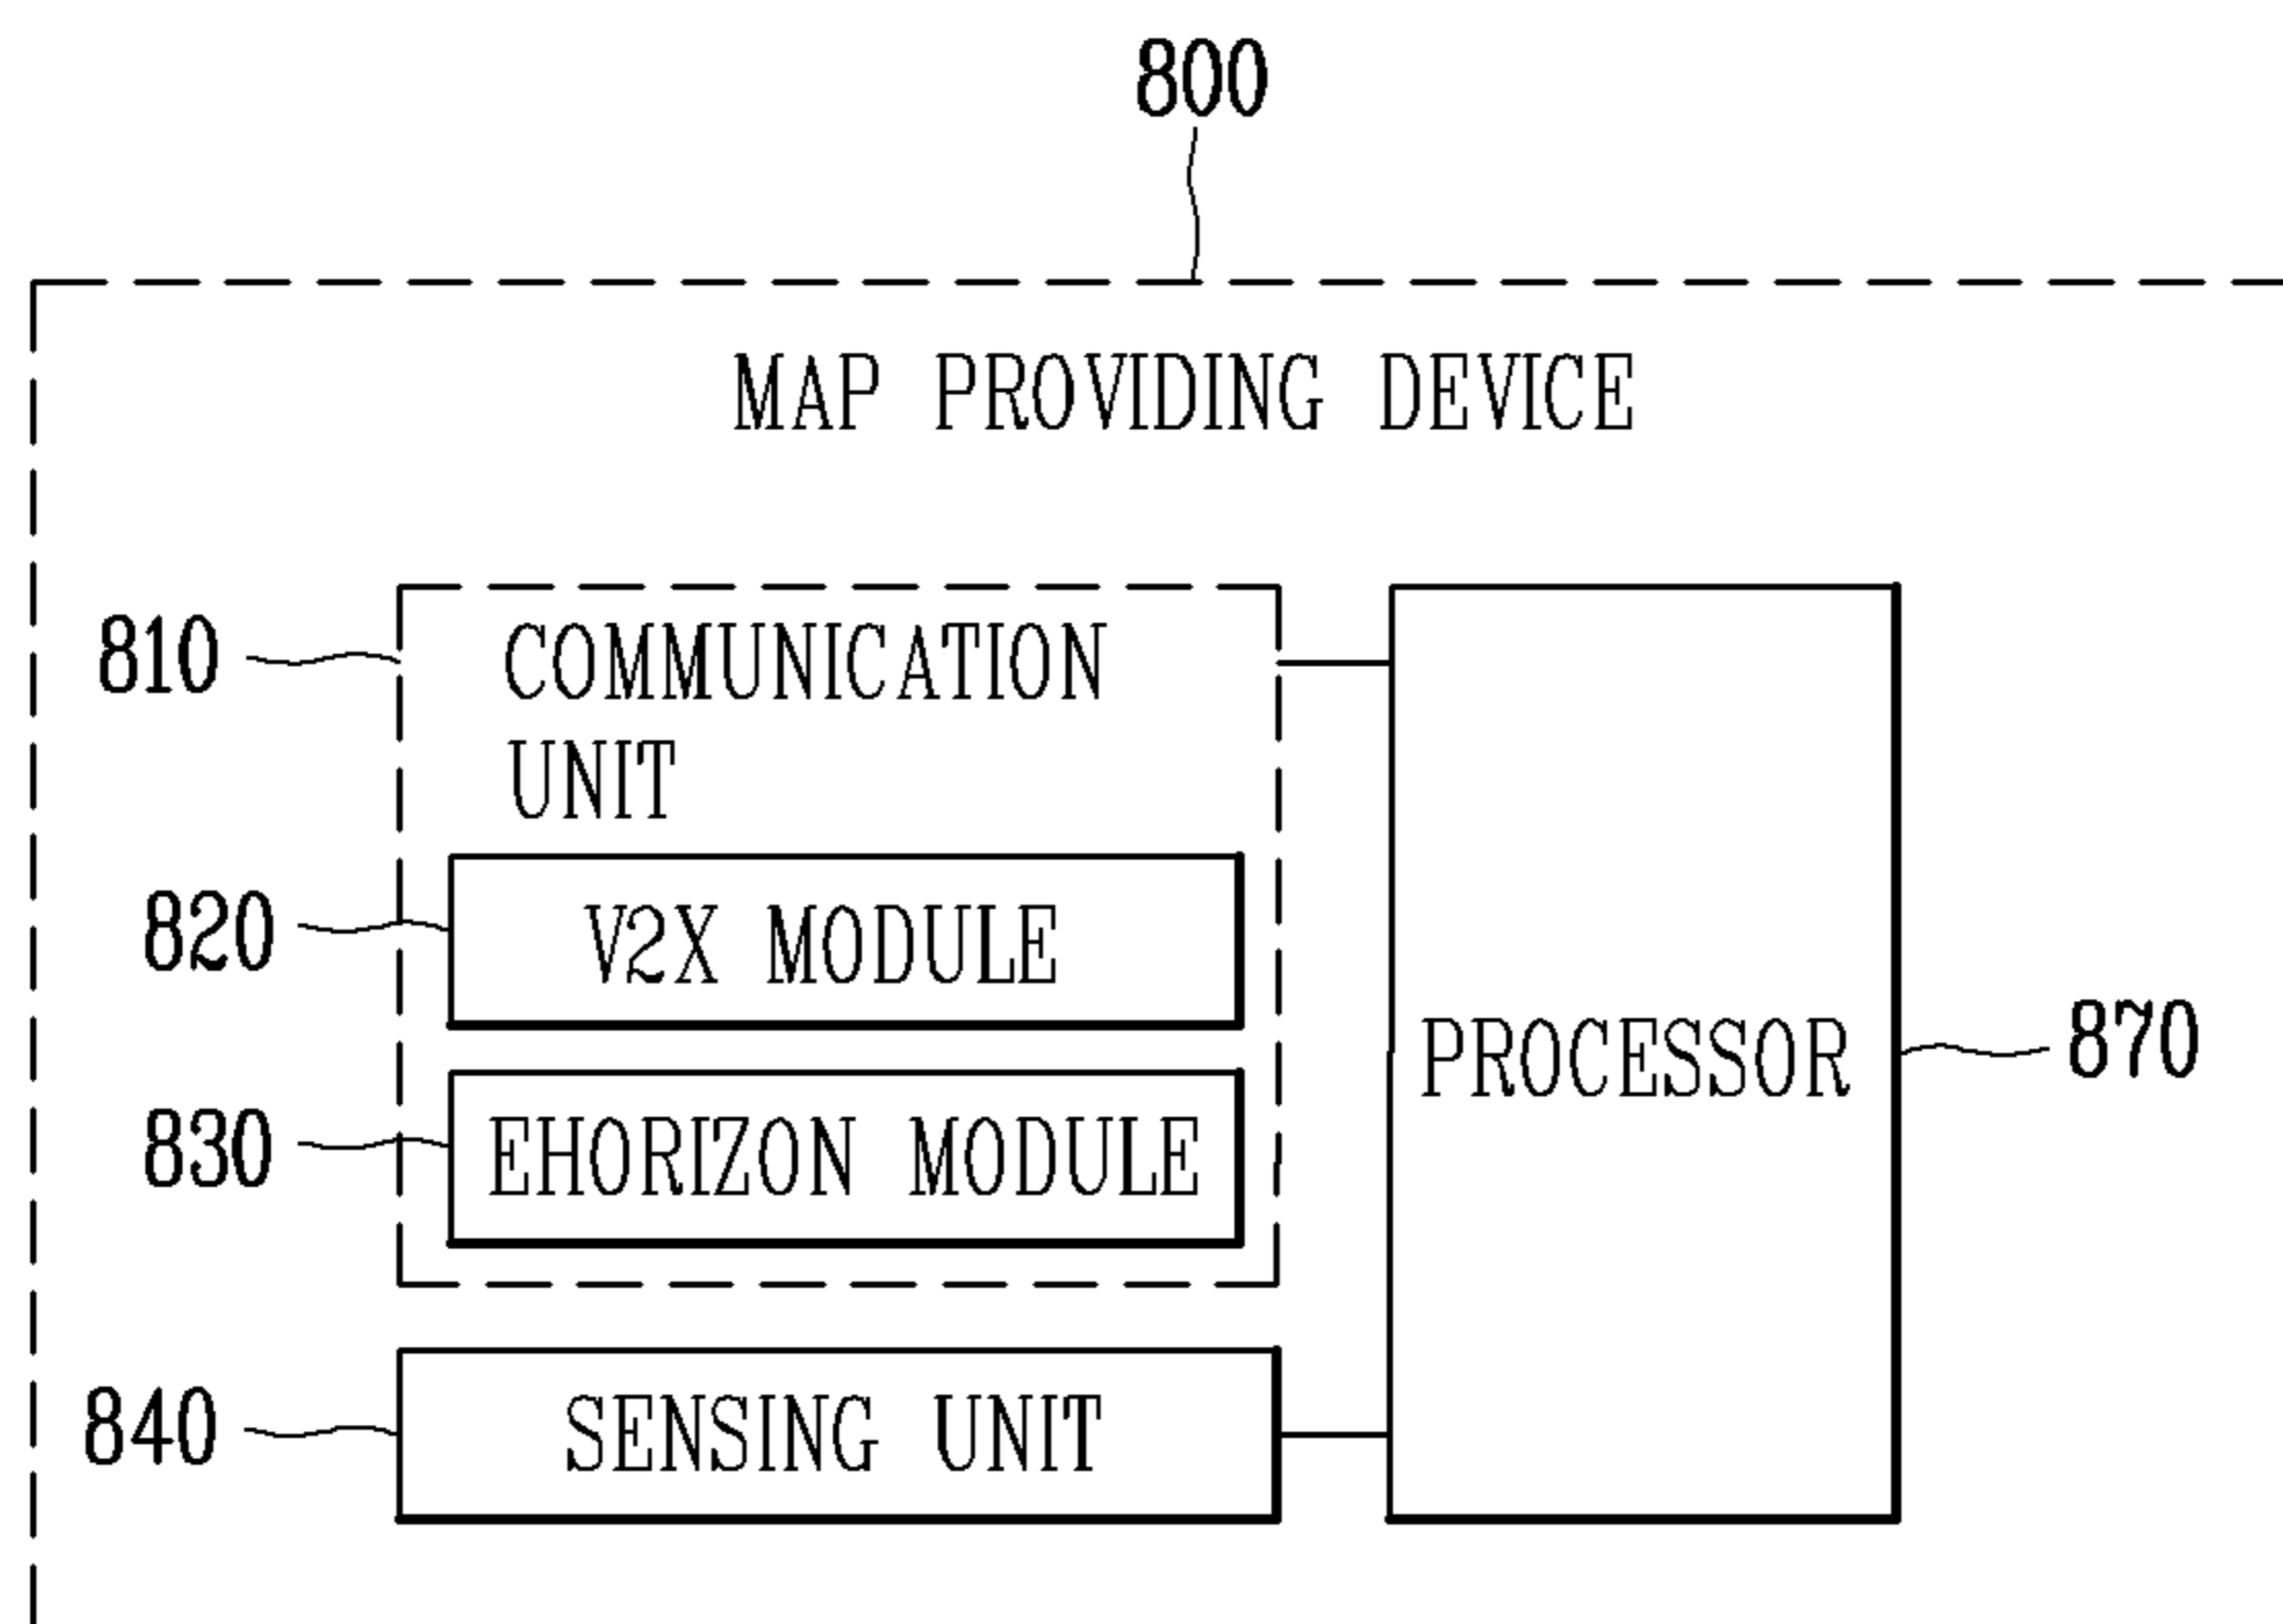 800
MAP PROVIDING DEVICE
810
COMMUNICATION
UNIT
820
V2X MODULE
830
EHORIZON MODULE
PROCESSOR
870
840
SENSING UNIT